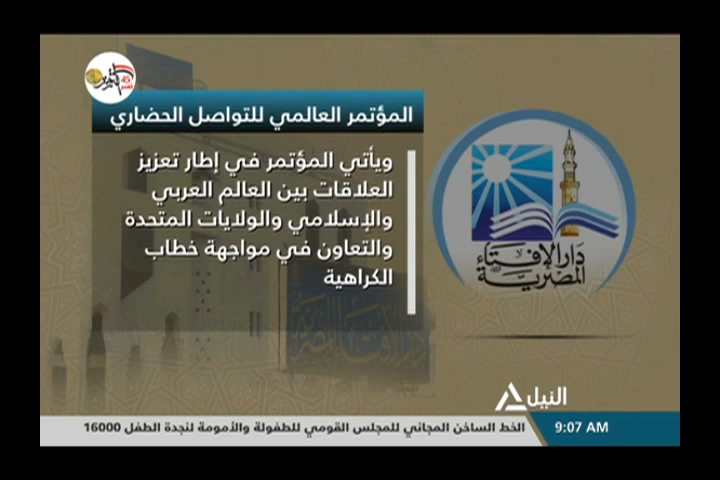 المؤتمر العالمي للتواصل الحضاري
ويأتي المؤتمر في إطار تعزيز
العلاقات بين العالم العربي
والإسلامي والولايات المتحدة
والتعاون في مواجهة خطاب
الكراهية
دار الإفتاء
المصرية
النيل
الخط الساخن المجاني للمجلس القومي للطفولة والأمومة لنجدة الطفل 16000
9:07 AM